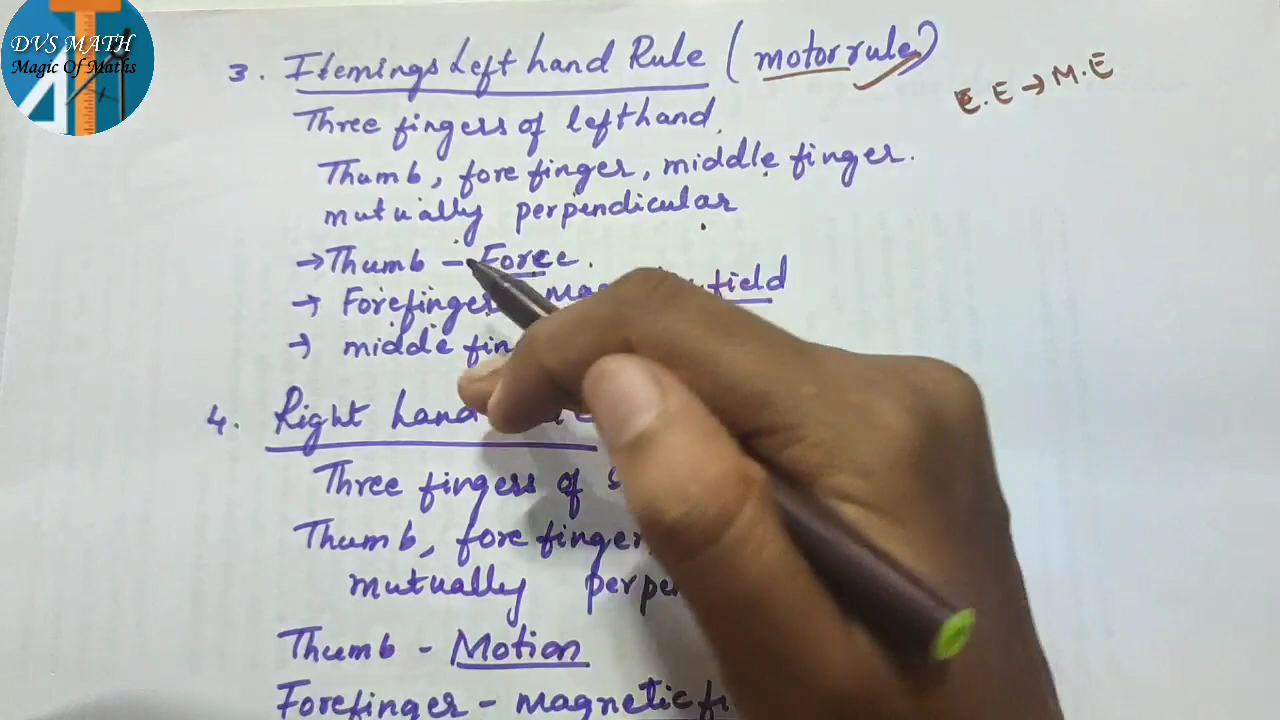 DVS MATH
Magic Of Maths
3. Flemings Left hand Rule (motor rule)
E.E → M.E
Three fingers of left hand,
Thumb, fore finger, middle finger.
mutually perpendicular
→ Thumb - Force.
→ Forefinger field
→ middle
4. Right hand
Three fingers of
Thumb, fore finger,
mutually
Thumb - Motion
Forefinger - magnetic